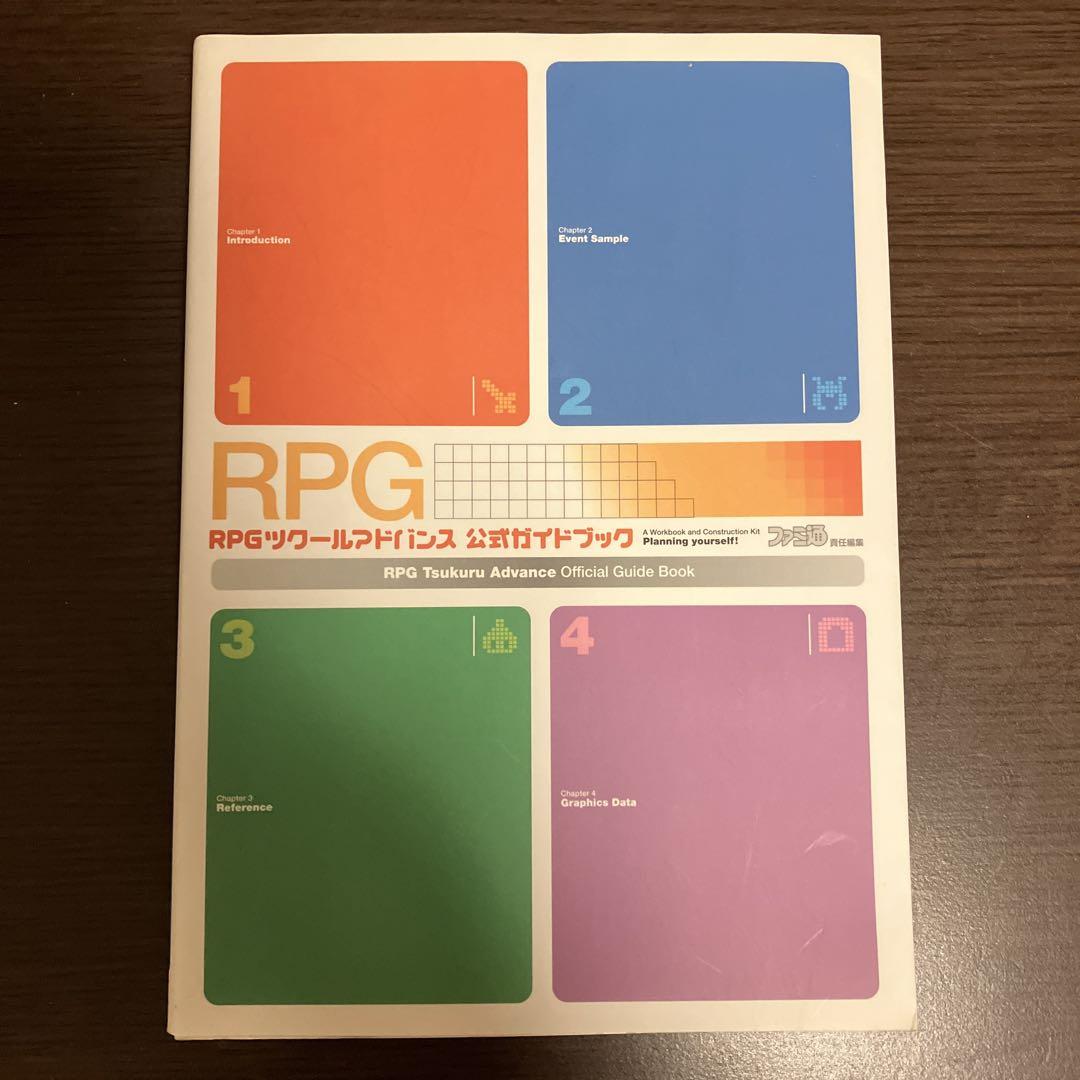 Chapter 1
Introduction
1
Chapter 2
Event Sample
2
RPG
RPGツクールアドバンス 公式ガイドブック
A Workbook and Construction Kit
Planning yourself!
ファミ通 責任編集
RPG Tsukuru Advance Official Guide Book
3
Chapter 3
Reference
4
Chapter 4
Graphics Data